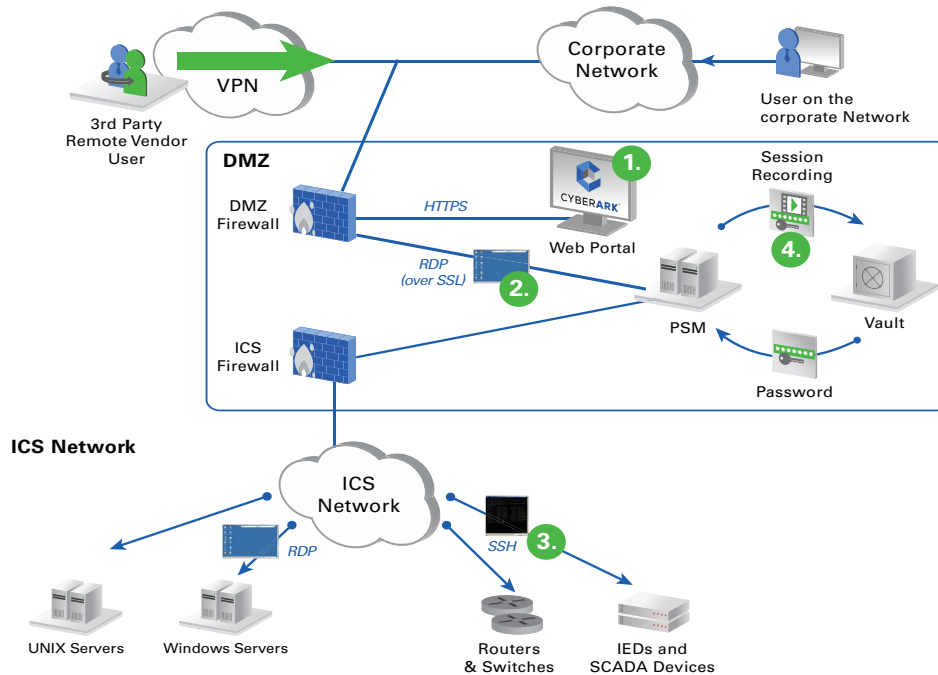 VPN
Corporate
Network
3rd Party
Remote Vendor
User
User on the
corporate Network
DMZ
DMZ
Firewall
HTTPS
1.
CYBERARK
Web Portal
Session
Recording
4.
RDP
(over SSL)
2.
PSM
Vault
ICS
Firewall
Password
ICS Network
ICS
Network
RDP
SSH
3.
UNIX Servers
Windows Servers
Routers
& Switches
IEDs and
SCADA Devices